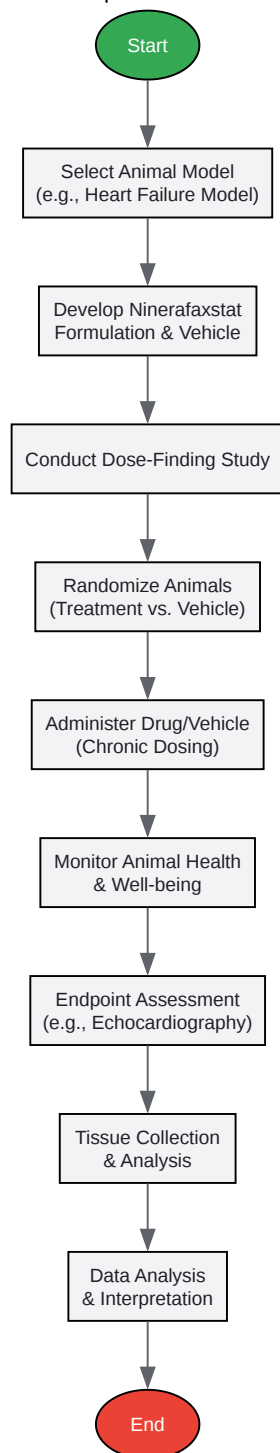 Start
Select Animal Model
(e.g., Heart Failure Model)
Develop Ninerafaxstat
Formulation & Vehicle
Conduct Dose-Finding Study
Randomize Animals
(Treatment vs. Vehicle)
Administer Drug/Vehicle
(Chronic Dosing)
Monitor Animal Health
& Well-being
Endpoint Assessment
(e.g., Echocardiography)
Tissue Collection
& Analysis
Data Analysis
& Interpretation
End